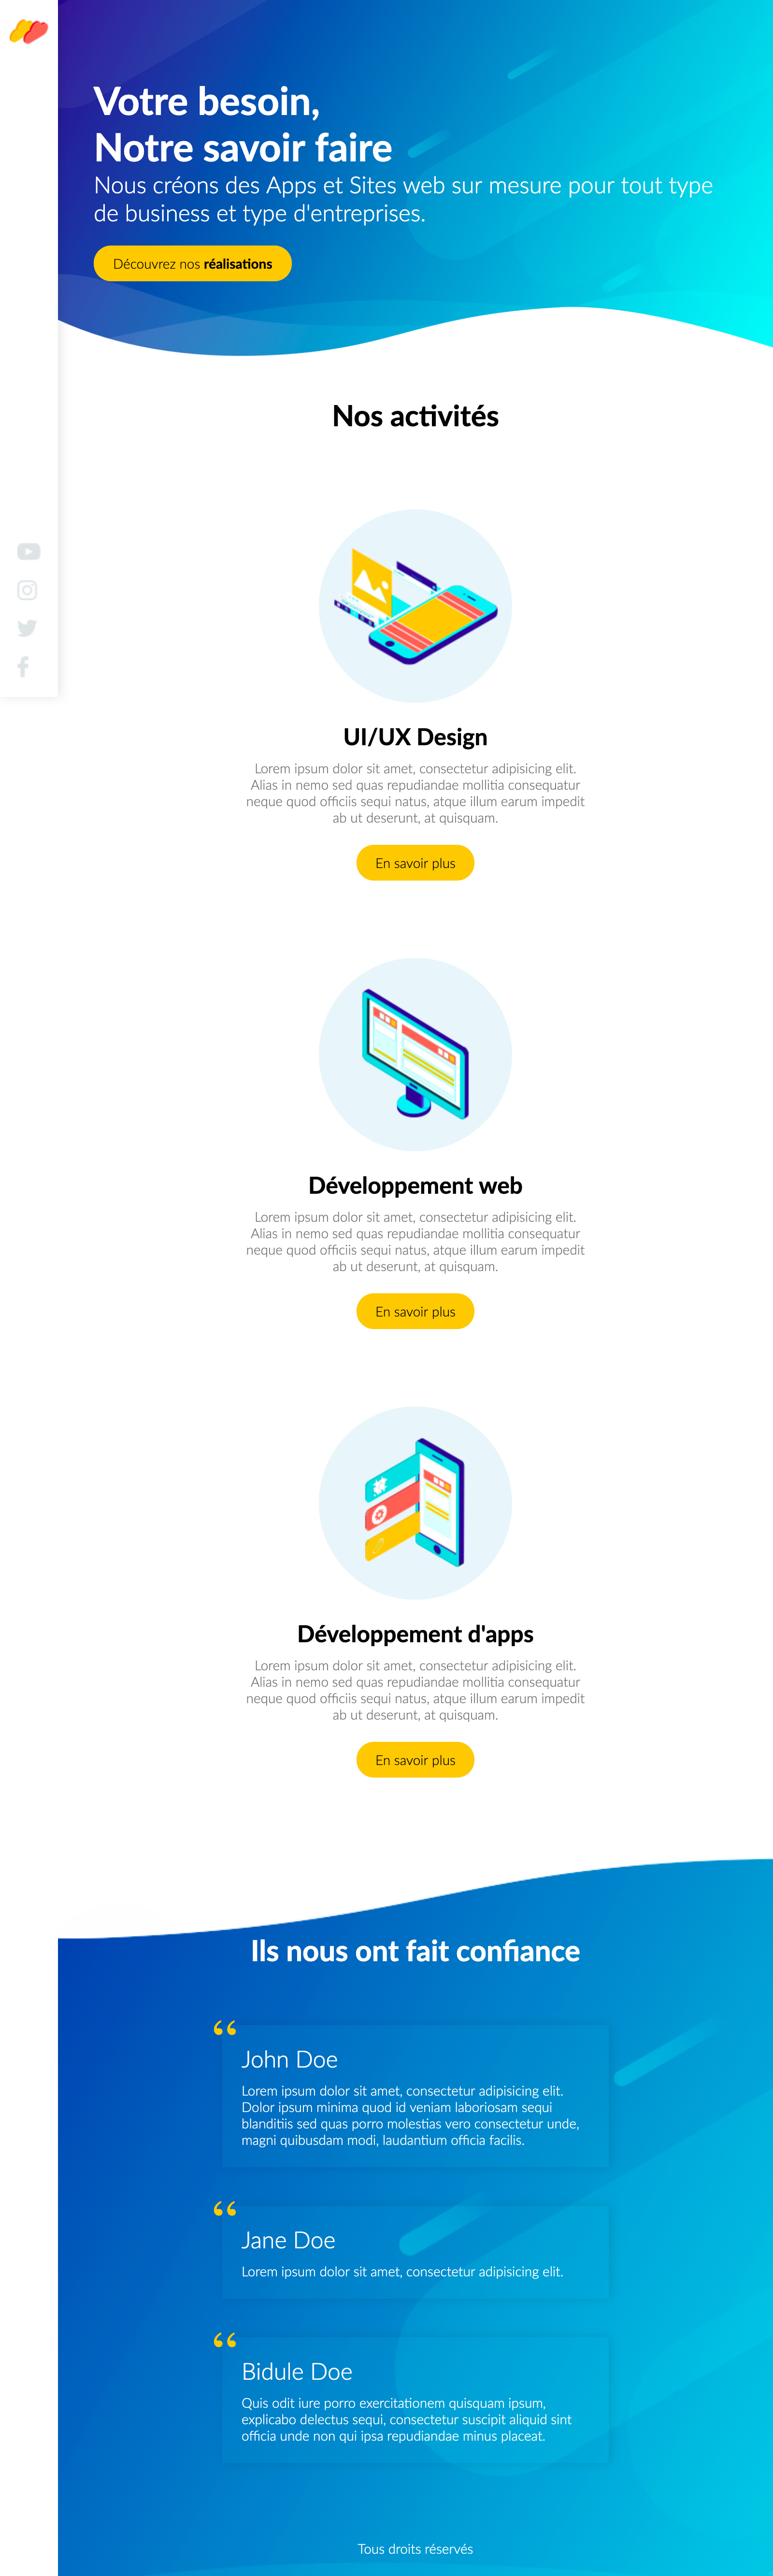 Votre besoin,
Notre savoir faire
Nous créons des Apps et Sites web sur mesure pour tout type
de business et type d'entreprises.
Découvrez nos réalisations
Nos activités
UI/UX Design
Lorem ipsum dolor sit amet, consectetur adipisicing elit.
Alias in nemo sed quas repudiandae mollitia consequatur
neque quod officiis sequi natus, atque illum earum impedit
ab ut deserunt, at quisquam.
En savoir plus
Développement web
Lorem ipsum dolor sit amet, consectetur adipisicing elit.
Alias in nemo sed quas repudiandae mollitia consequatur
neque quod officiis sequi natus, atque illum earum impedit
ab ut deserunt, at quisquam.
En savoir plus
Développement d'apps
Lorem ipsum dolor sit amet, consectetur adipisicing elit.
Alias in nemo sed quas repudiandae mollitia consequatur
neque quod officiis sequi natus, atque illum earum impedit
ab ut deserunt, at quisquam.
En savoir plus
Ils nous ont fait confiance
“
John Doe
Lorem ipsum dolor sit amet, consectetur adipisicing elit.
Dolor ipsum minima quod id veniam laboriosam sequi
blanditiis sed quas porro molestias vero consectetur unde,
magni quibusdam modi, laudantium officia facilis.
“
Jane Doe
Lorem ipsum dolor sit amet, consectetur adipisicing elit.
“
Bidule Doe
Quis odit iure porro exercitationem quisquam ipsum,
explicabo delectus sequi, consectetur suscipit aliquid sint
officia unde non qui ipsa repudiandae minus placeat.
Tous droits réservés